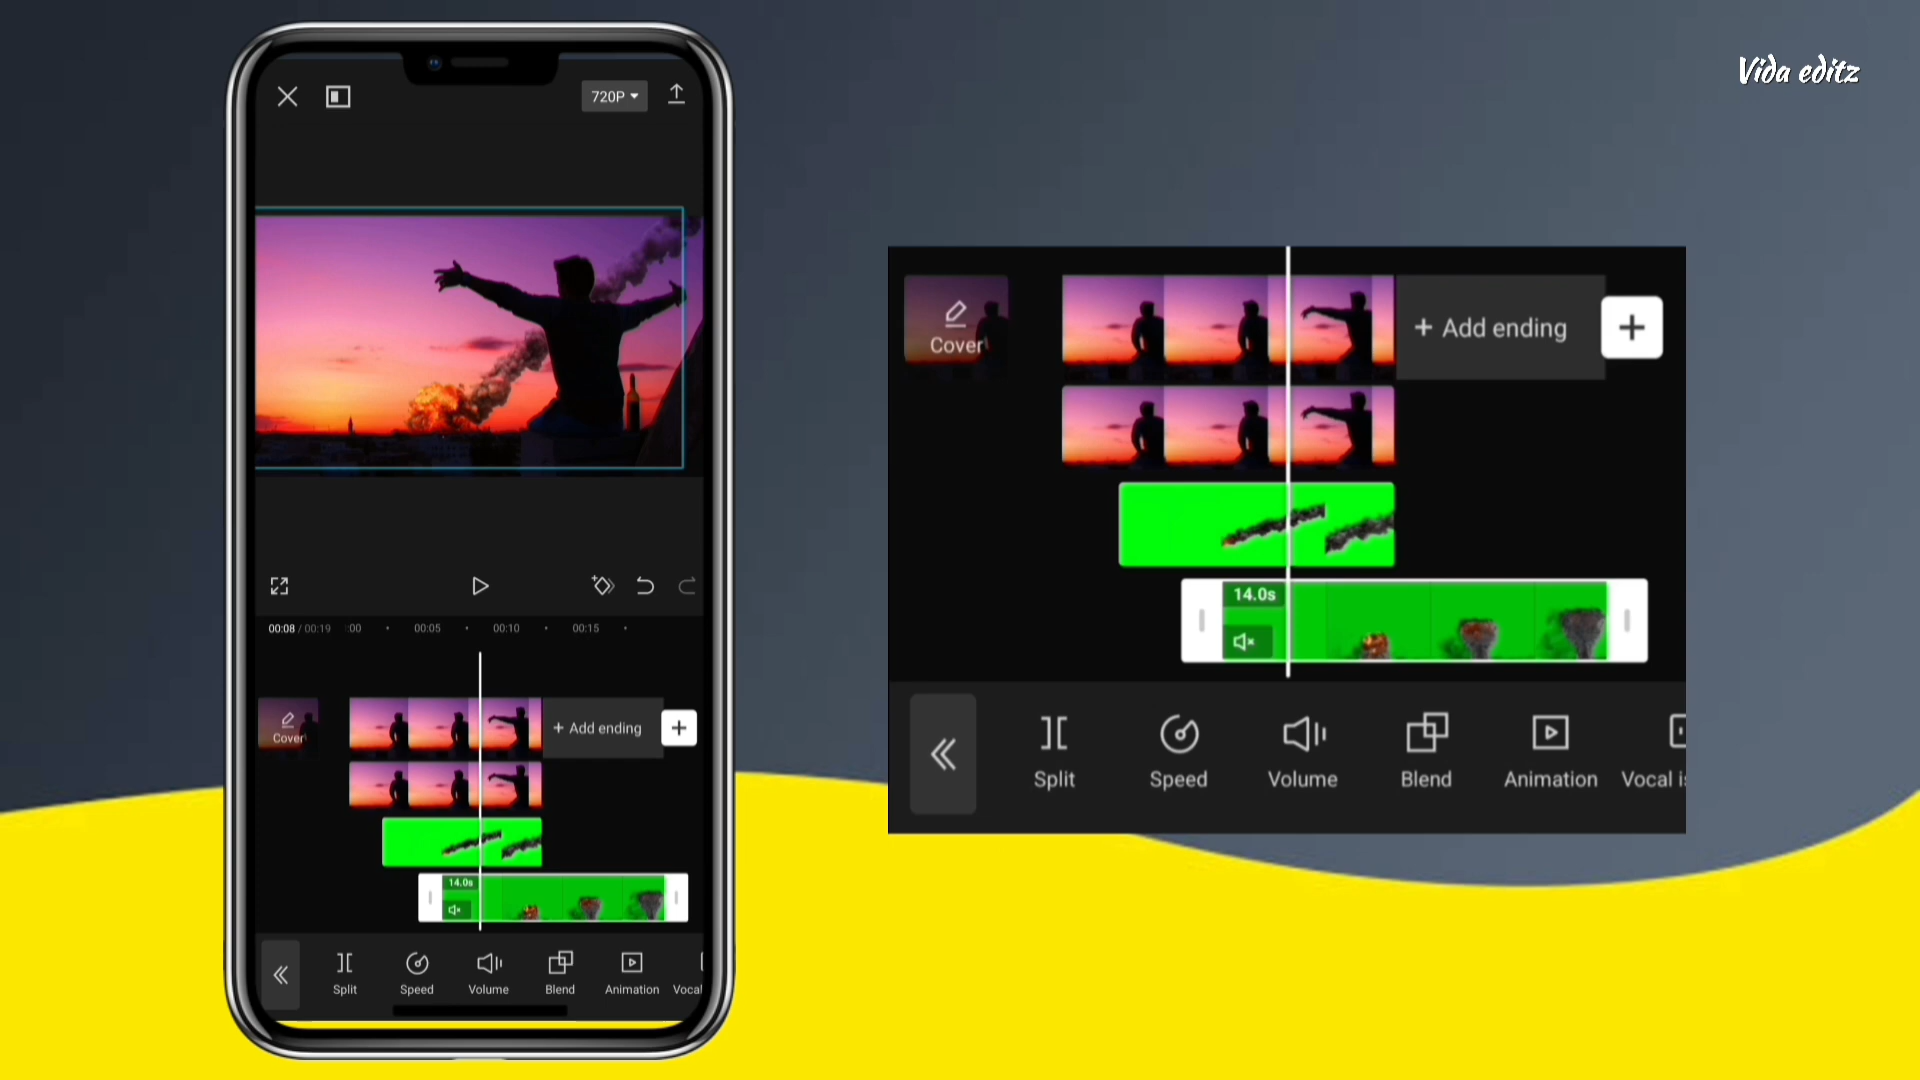 Vida editz
720P
00:08 / 00:19 :00 00:05 00:10 00:15
Cover
+ Add ending
14.0s
Split Speed Volume Blend Animation Vocal
Cover
+ Add ending
14.0s
Split Speed Volume Blend Animation Vocal